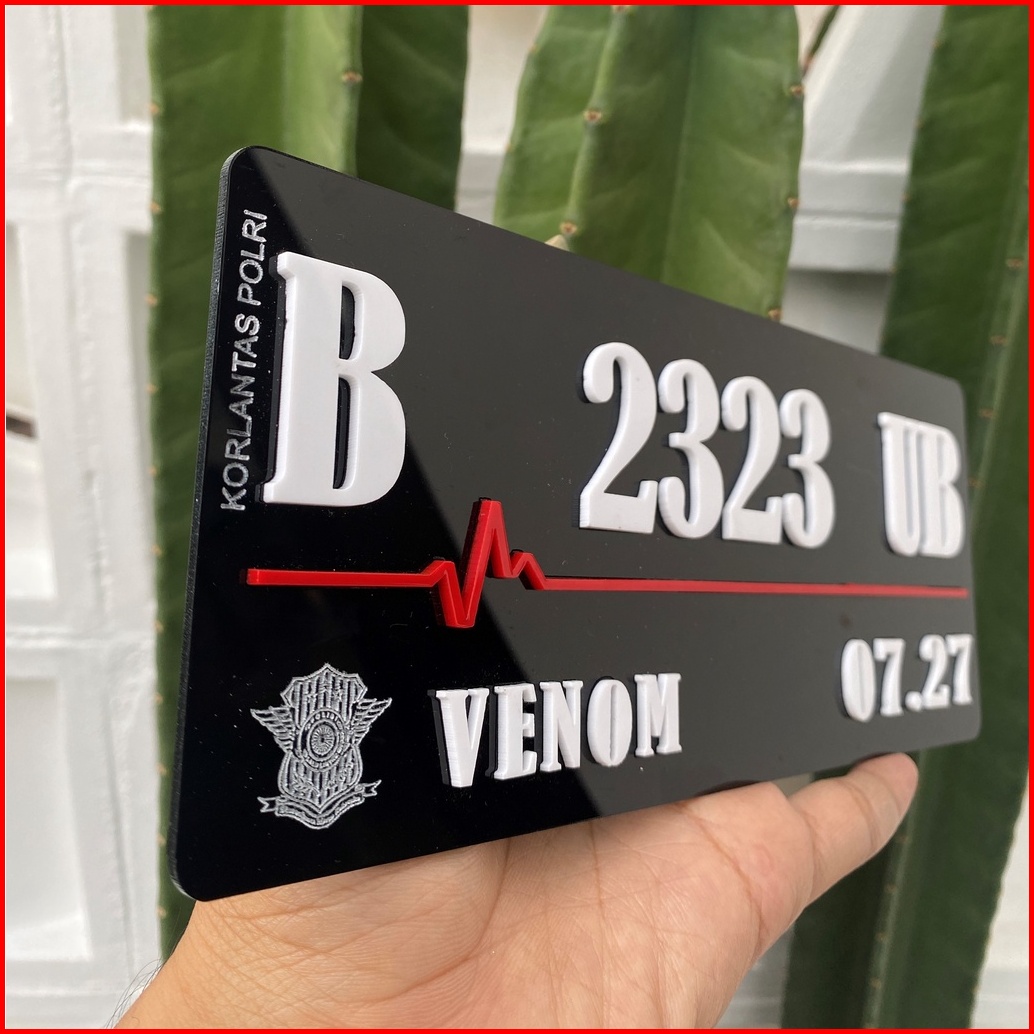 KORLANTAS POLRI
B 2323 UB
VENOM 07.27